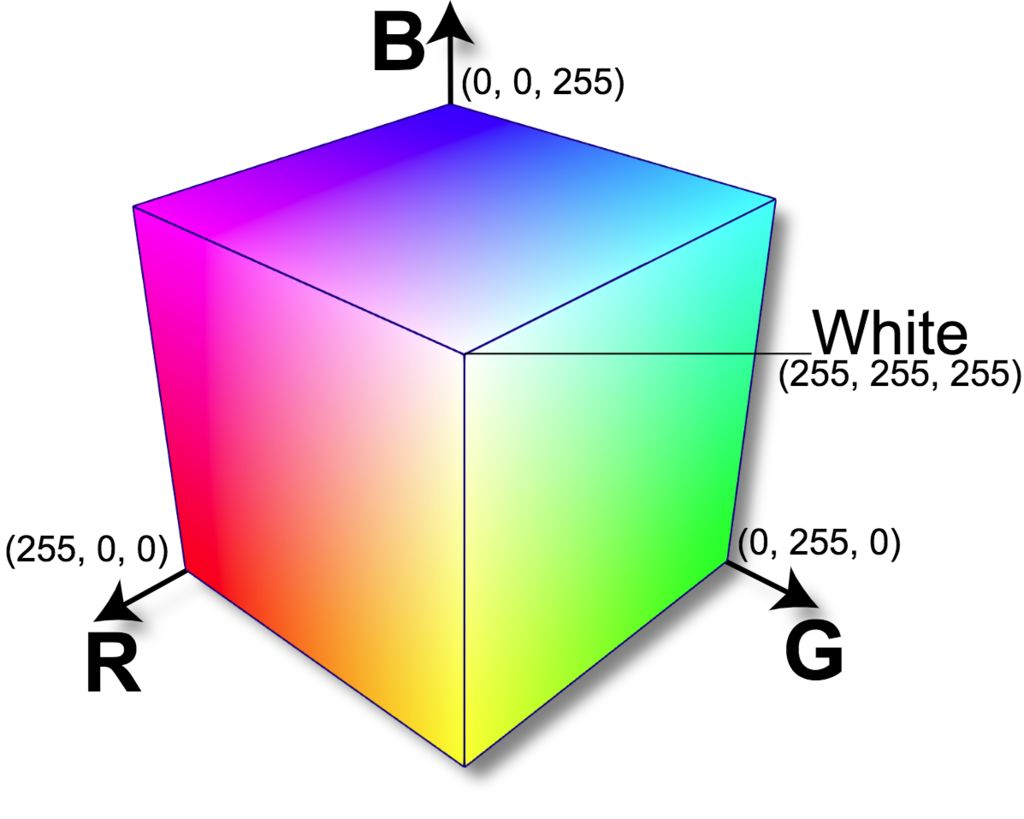 B
(0, 0, 255)
White
(255, 255, 255)
(255, 0, 0)
(0, 255, 0)
R
G